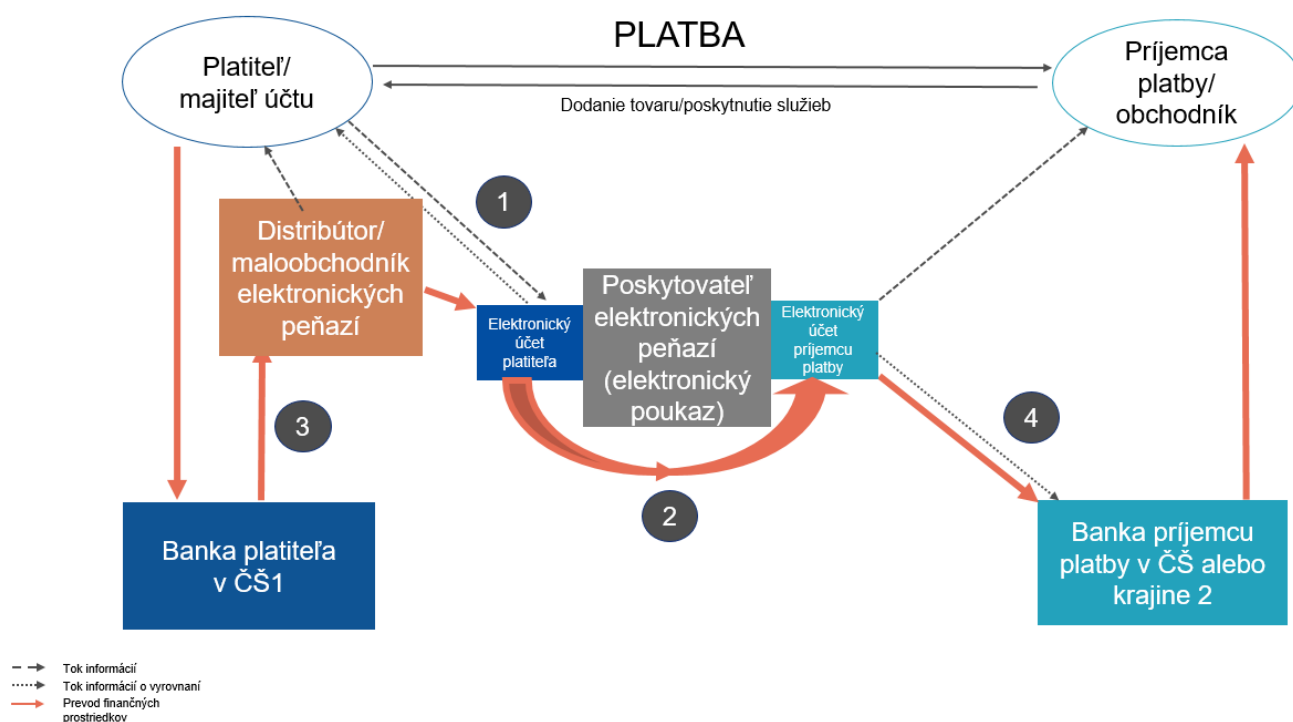 PLATBA
Platiteľ/
majiteľ účtu
Príjemca
platby/
obchodník
Dodanie tovaru/poskytnutie služieb
1
Distribútor/
maloobchodník
elektronických
peňazí
Elektronický
účet
platiteľa
Poskytovateľ
elektronických
peňazí
(elektronický
poukaz)
Elektronický
účet
príjemcu
platby
3
4
2
Banka platiteľa
v ČŠ1
Banka príjemcu
platby v ČŠ alebo
krajine 2
Tok informácií
Tok informácií o vyrovnaní
Prevod finančných
prostriedkov